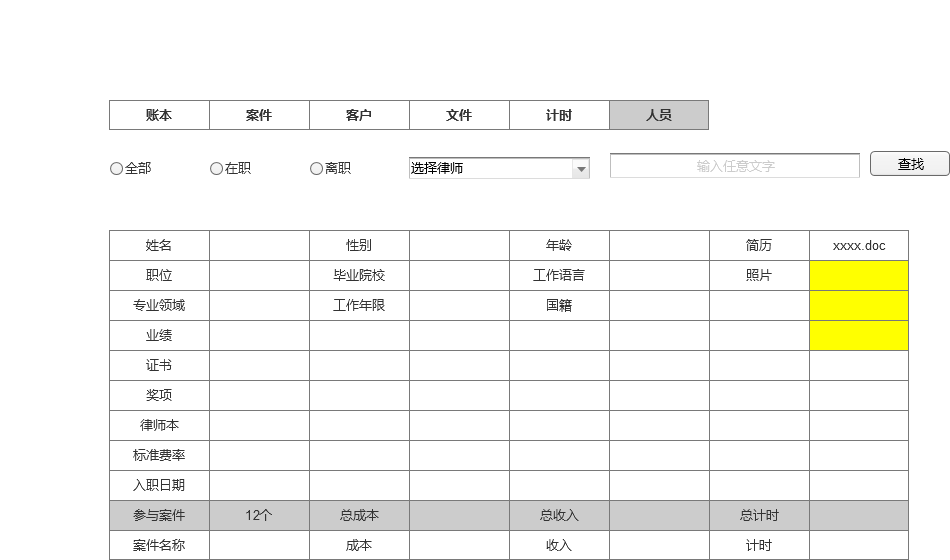 账本 案件 客户 文件 计时 人员
全部 在职 离职 选择律师 输入任意文字 查找
姓名 性别 年龄 简历 xxxx.doc
职位 毕业院校 工作语言 照片
专业领域 工作年限 国籍
业绩
证书
奖项
律师本
标准费率
入职日期
参与案件 12个 总成本 总收入 总计时
案件名称 成本 收入 计时